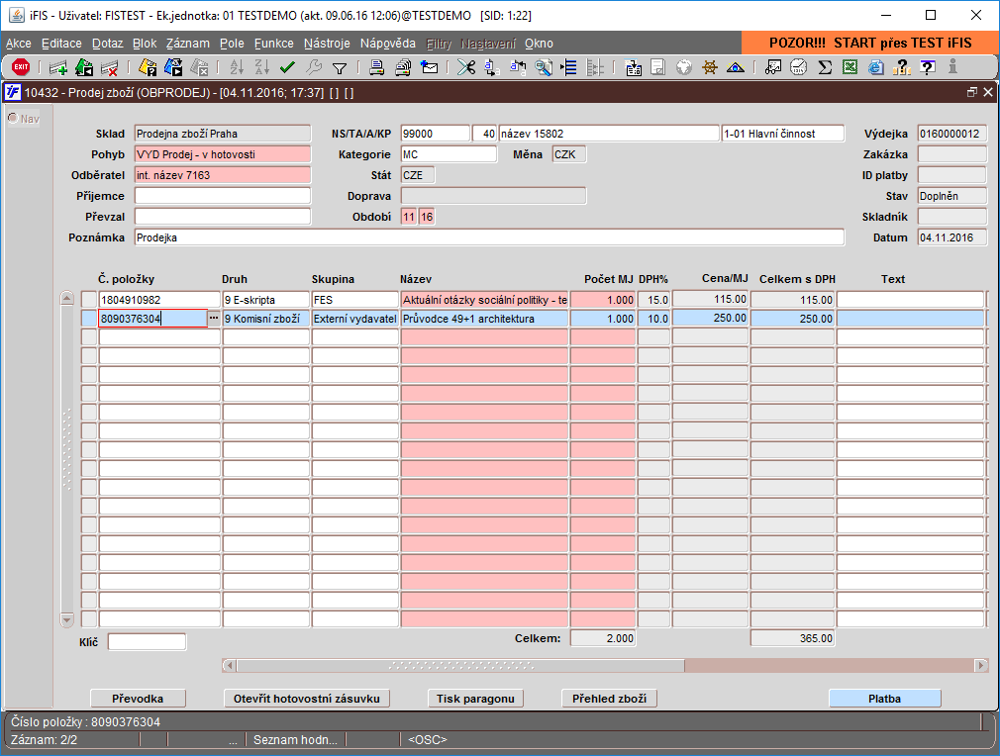 iFIS - Uživatel: FISTEST - Ek.jednotka: 01 TESTDEMO (akt. 09.06.16 12:06)@TESTDEMO [SID: 1:22]
Akce Editace Dotaz Blok Záznam Pole Funkce Nástroje Nápověda Filtry Nastavení Okno
POZOR!!! START přes TEST iFIS
EXIT
10432 - Prodej zboží (OBPRODEJ) - [04.11.2016; 17:37] [ ] [ ]
Nav
Sklad Prodejna zboží Praha NS/TA/A/KP 99000 40 název 15802 1-01 Hlavní činnost Výdejka 0160000012
Pohyb VYD Prodej - v hotovosti Kategorie MC Měna CZK Zakázka
Odběratel int. název 7163 Stát CZE ID platby
Příjemce Doprava Stav Doplněn
Převzal Období 11 16 Skladník
Poznámka Prodejka Datum 04.11.2016
Č. položky Druh Skupina Název Počet MJ DPH% Cena/MJ Celkem s DPH Text
1804910982 9 E-skripta FES Aktuální otázky sociální politiky - te 1.000 15.0 115.00 115.00
8090376304 ... 9 Komisní zboží Externí vydavatel Průvodce 49+1 architektura 1.000 10.0 250.00 250.00
Klíč Celkem: 2.000 365.00
Převodka Otevřít hotovostní zásuvku Tisk paragonu Přehled zboží Platba
Číslo položky : 8090376304
Záznam: 2/2 ... Seznam hodn... <OSC>